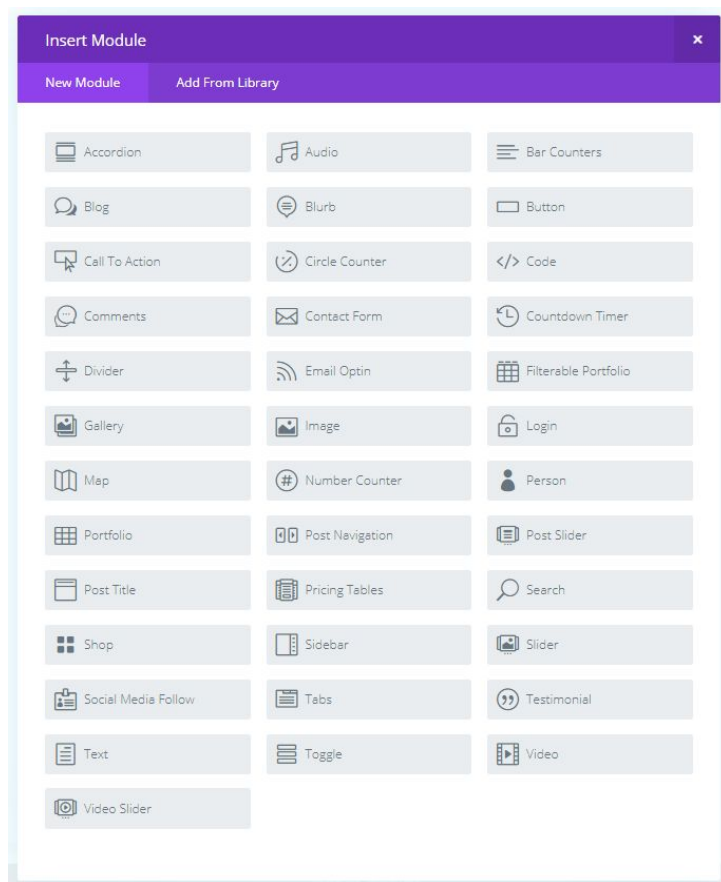 Insert Module ×
New Module Add From Library
Accordion Audio Bar Counters
Blog Blurb Button
Call To Action Circle Counter </> Code
Comments Contact Form Countdown Timer
Divider Email Optin Filterable Portfolio
Gallery Image Login
Map # Number Counter Person
Portfolio Post Navigation Post Slider
Post Title Pricing Tables Search
Shop Sidebar Slider
Social Media Follow Tabs Testimonial
Text Toggle Video
Video Slider